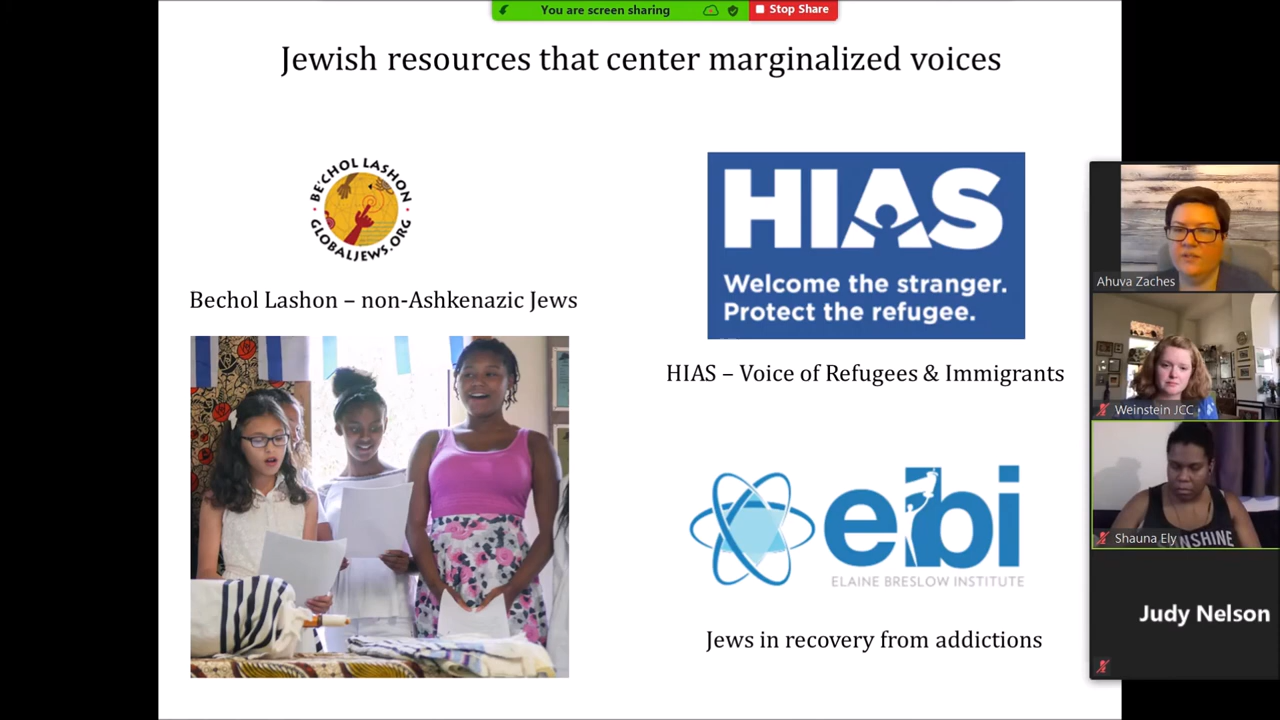 You are screen sharing
Stop Share
Jewish resources that center marginalized voices
BE'CHOL LASHON
GLOBALJEWS.ORG
Bechol Lashon – non-Ashkenazic Jews
HIAS
Welcome the stranger.
Protect the refugee.
HIAS – Voice of Refugees & Immigrants
ebi
ELAINE BRESLOW INSTITUTE
Jews in recovery from addictions
Ahuva Zaches
Weinstein JCC
Shauna Ely
Judy Nelson